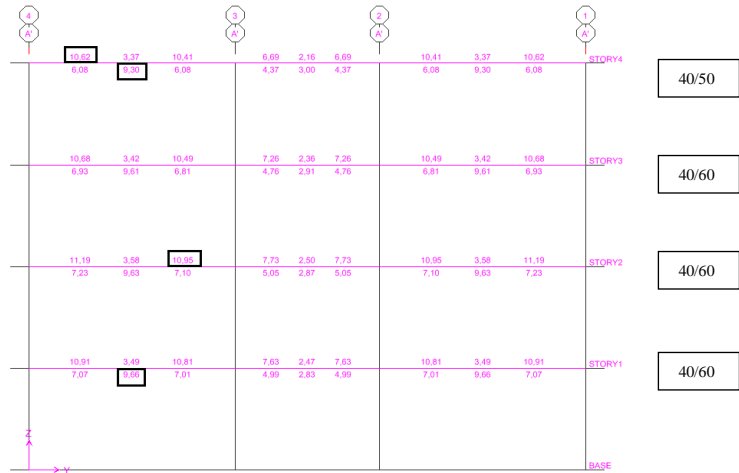 4 3 2 1
A' A' A' A'
10,62 3,37 10,41 6,69 2,16 6,69 10,41 3,37 10,62 STORY4
6,08 9,30 6,08 4,37 3,00 4,37 6,08 9,30 6,08
40/50
10,68 3,42 10,49 7,26 2,36 7,26 10,49 3,42 10,68 STORY3
6,93 9,61 6,81 4,76 2,91 4,76 6,81 9,61 6,93
40/60
11,19 3,58 10,95 7,73 2,50 7,73 10,95 3,58 11,19 STORY2
7,23 9,63 7,10 5,05 2,87 5,05 7,10 9,63 7,23
40/60
10,91 3,49 10,81 7,63 2,47 7,63 10,81 3,49 10,91 STORY1
7,07 9,66 7,01 4,99 2,83 4,99 7,01 9,66 7,07
40/60
Z
Y BASE